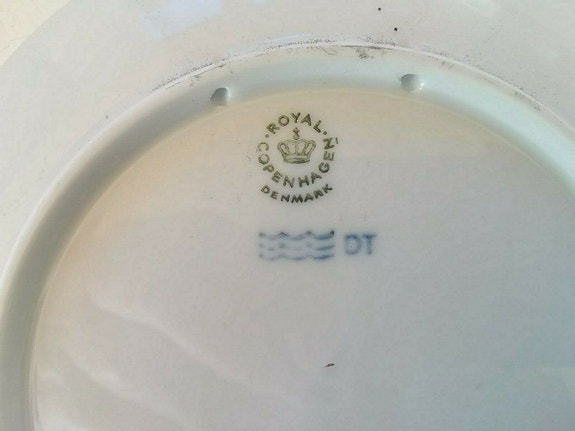 ROYAL
COPENHAGEN
DENMARK
DT